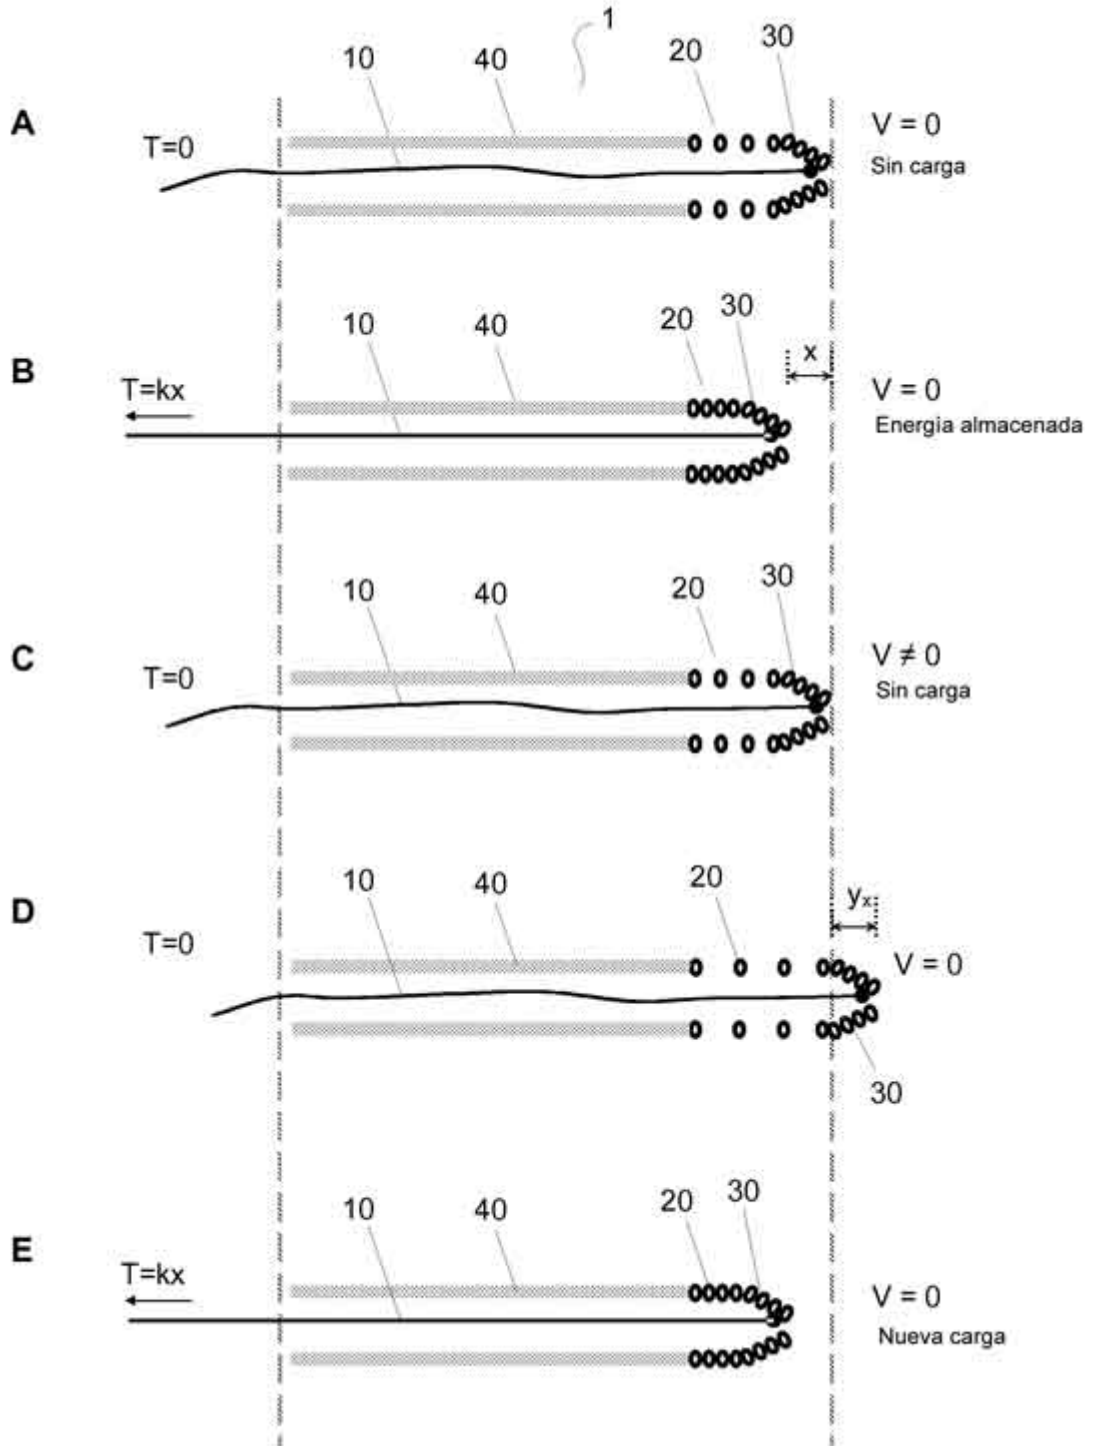 1
10 40 20 30
A T=0 V = 0
Sin carga
10 40 20 30
x
B T=kx V = 0
Energia almacenada
10 40 20 30
C T=0 V ≠ 0
Sin carga
10 40 20
yx
D T=0 V = 0
30
10 40 20 30
E T=kx V = 0
Nueva carga